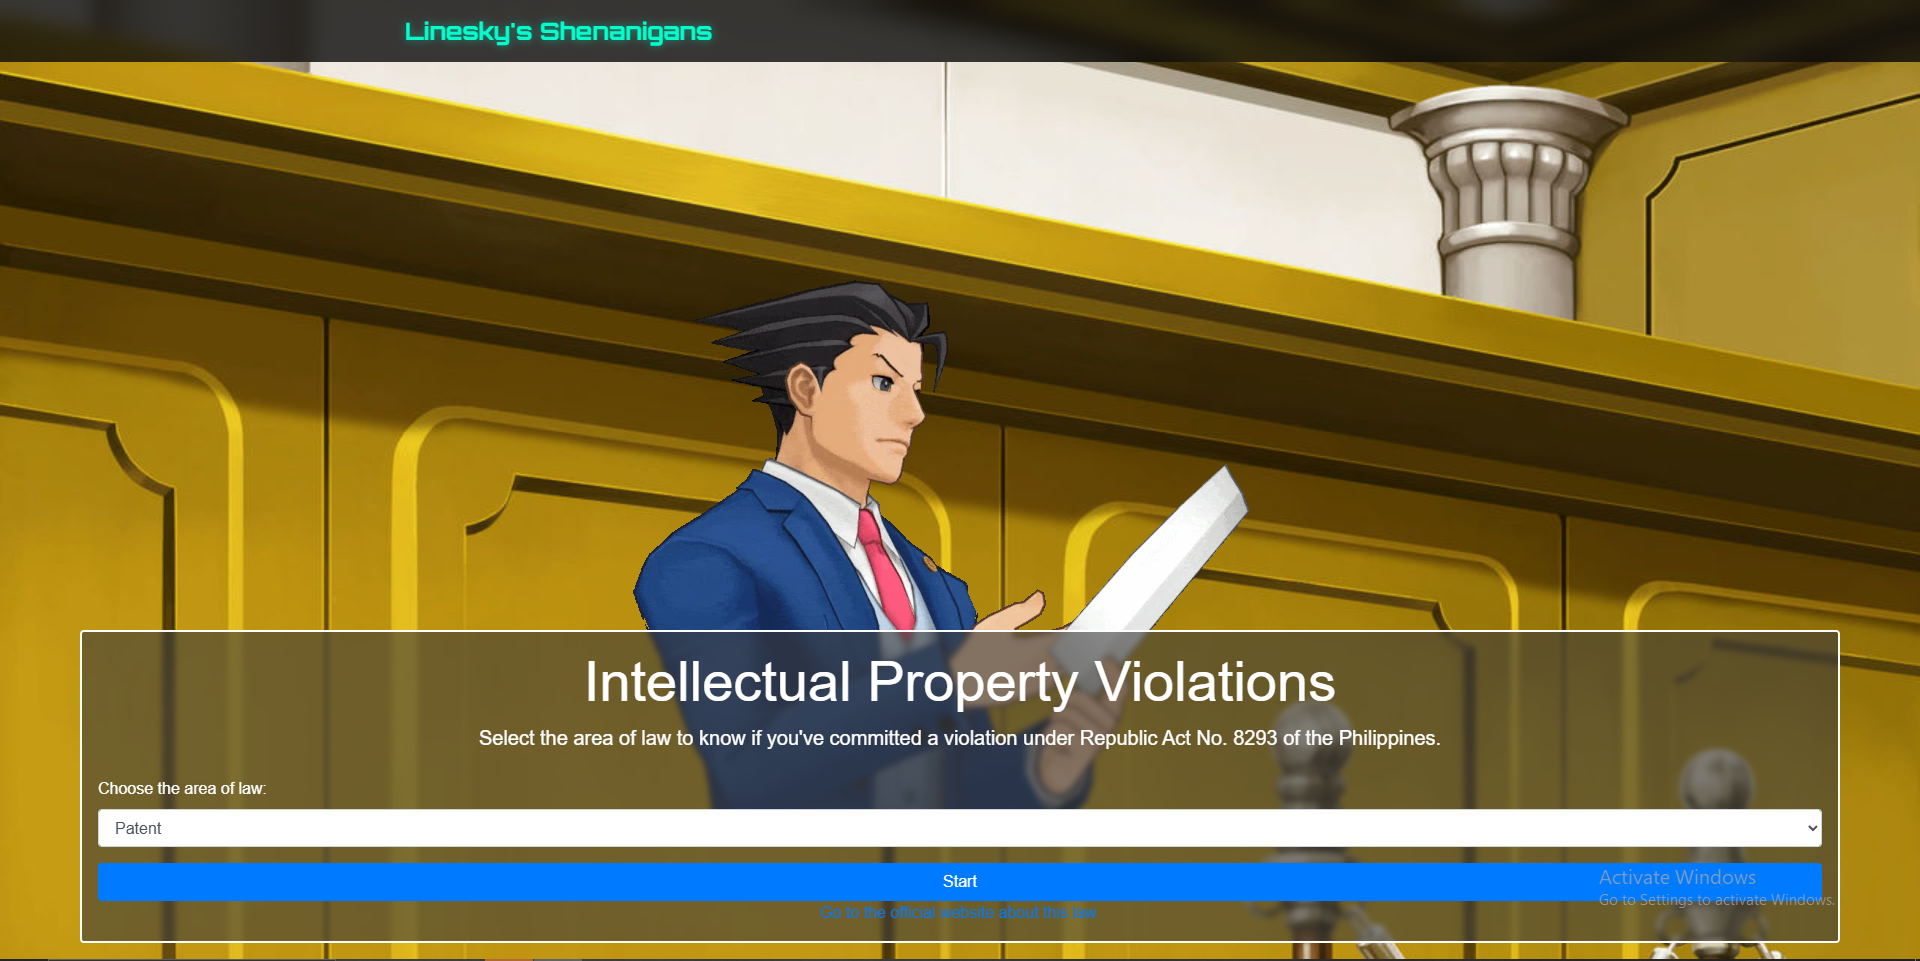 Linesky's Shenanigans
Intellectual Property Violations
Select the area of law to know if you've committed a violation under Republic Act No. 8293 of the Philippines.
Choose the area of law:
Patent
Start
Activate Windows
Go to the official website about this law
Go to Settings to activate Windows.